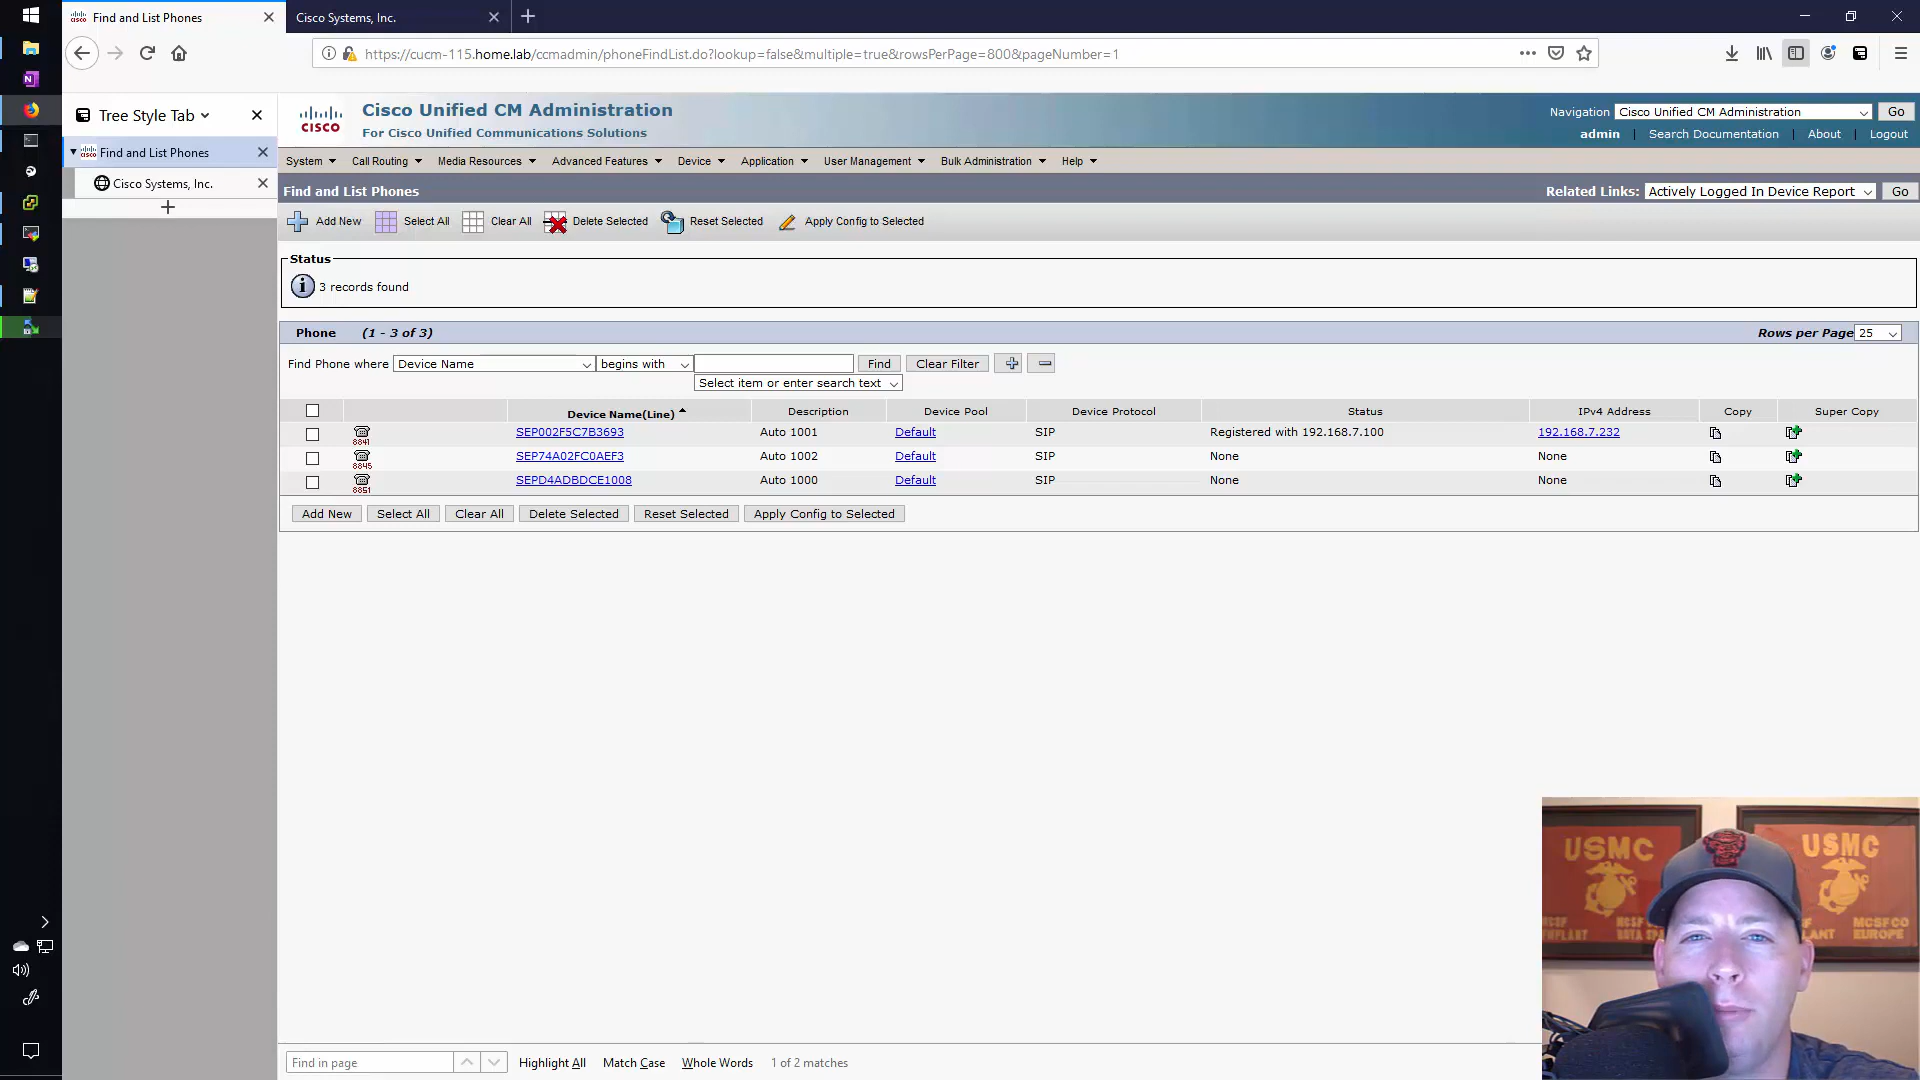 Find and List Phones
Cisco Systems, Inc.
https://cucm-115.home.lab/ccmadmin/phoneFindList.do?lookup=false&multiple=true&rowsPerPage=800&pageNumber=1
Tree Style Tab
Find and List Phones
Cisco Systems, Inc.
CISCO
Cisco Unified CM Administration
For Cisco Unified Communications Solutions
Navigation Cisco Unified CM Administration Go
admin Search Documentation About Logout
System Call Routing Media Resources Advanced Features Device Application User Management Bulk Administration Help
Find and List Phones
Related Links: Actively Logged In Device Report Go
Add New Select All Clear All Delete Selected Reset Selected Apply Config to Selected
Status
3 records found
Phone (1 - 3 of 3)
Rows per Page 25
Find Phone where Device Name begins with Find Clear Filter
Select item or enter search text
Device Name(Line) Description Device Pool Device Protocol Status IPv4 Address Copy Super Copy
8841 SEP002F5C7B3693 Auto 1001 Default SIP Registered with 192.168.7.100 192.168.7.232
8845 SEP74A02FC0AEF3 Auto 1002 Default SIP None None
8851 SEPD4ADBDCE1008 Auto 1000 Default SIP None None
Add New Select All Clear All Delete Selected Reset Selected Apply Config to Selected
USMC
USMC
MCSFCO
EUROPE
Find in page Highlight All Match Case Whole Words 1 of 2 matches